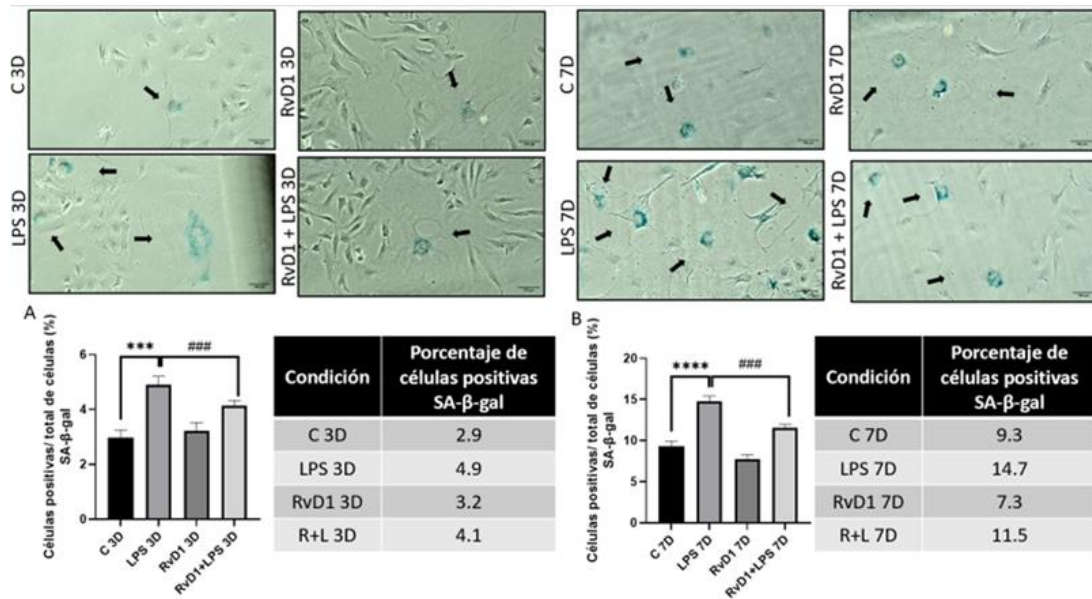 C 3D
RvD1 3D
C 7D
RvD1 7D
LPS 3D
RvD1 + LPS 3D
LPS 7D
RvD1 + LPS 7D
A
Células positivas/ total de células (%)
SA-β-gal
6
4
2
0
***
###
C 3D
LPS 3D
RvD1 3D
RvD1+LPS 3D
Condición
Porcentaje de
células positivas
SA-β-gal
C 3D 2.9
LPS 3D 4.9
RvD1 3D 3.2
R+L 3D 4.1
B
Células positivas/ total de células (%)
SA-β-gal
20
15
10
5
0
****
###
C 7D
LPS 7D
RvD1 7D
RvD1+LPS 7D
Condición
Porcentaje de
células positivas
SA-β-gal
C 7D 9.3
LPS 7D 14.7
RvD1 7D 7.3
R+L 7D 11.5